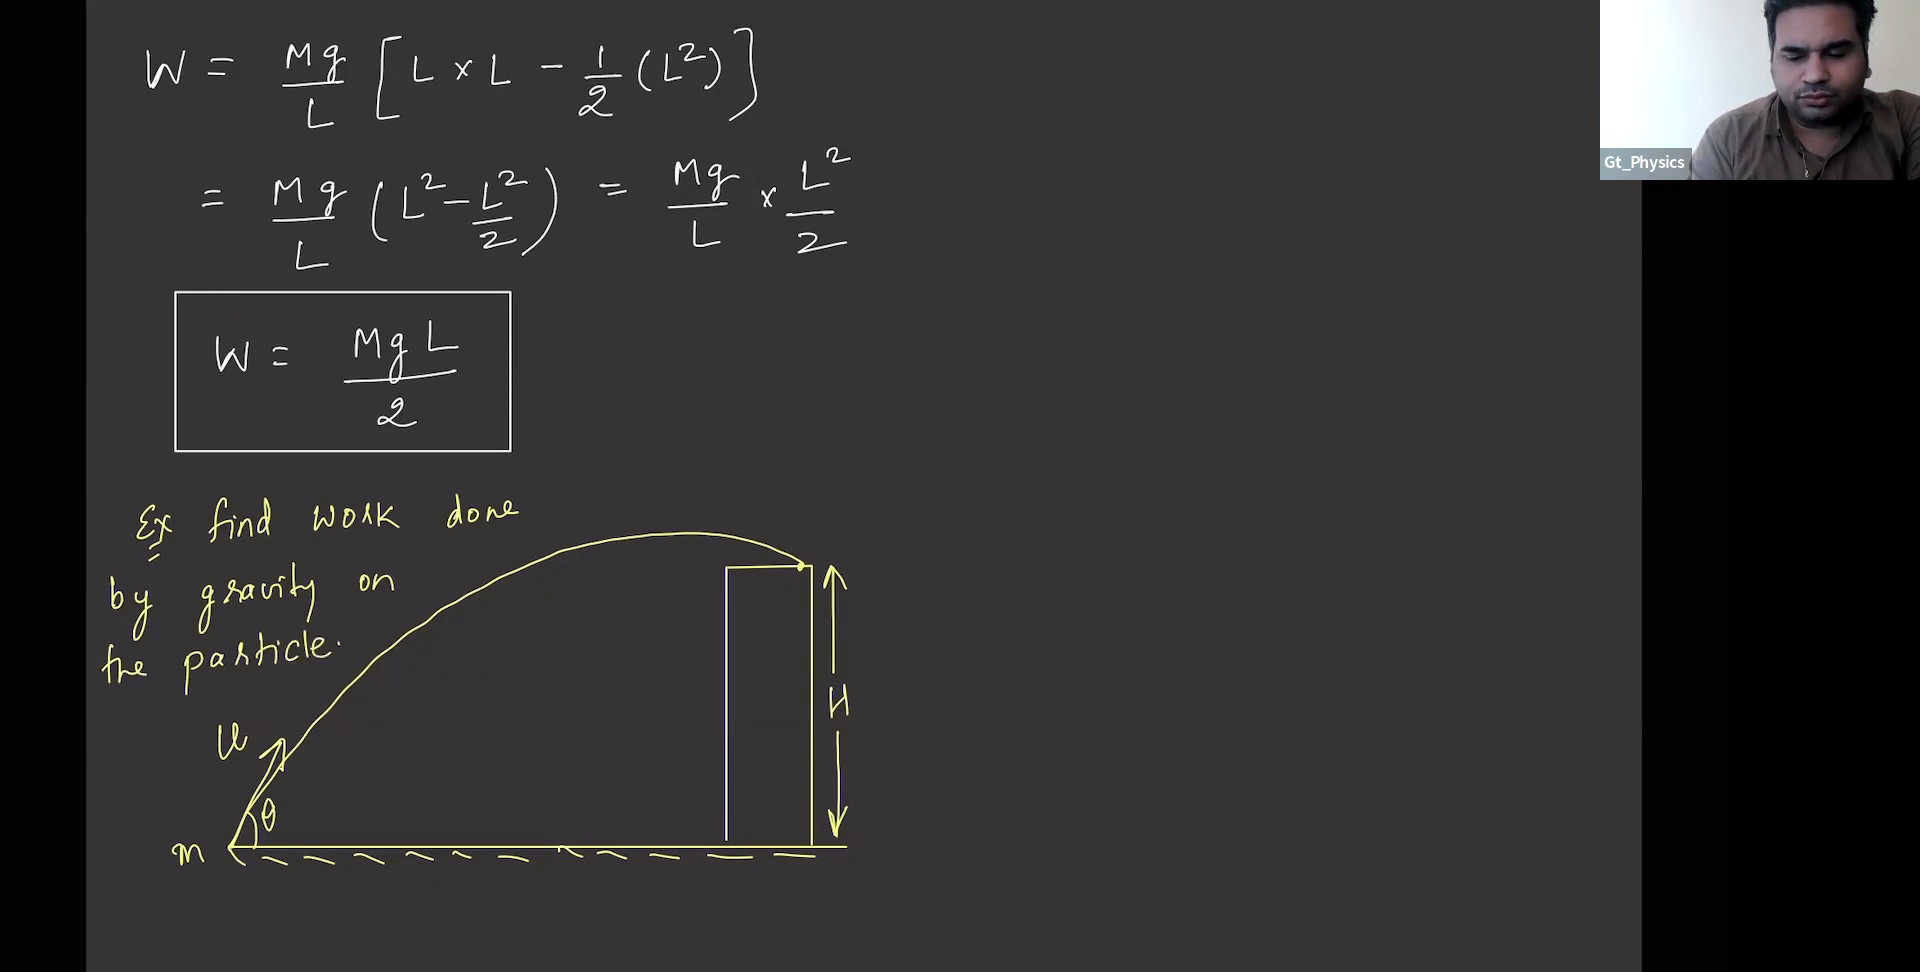 W = Mg/L [L × L - 1/2 (L²)]
= Mg/L (L² - L²/2) = Mg/L × L²/2
W = MgL/2
Ex find work done
by gravity on
the particle.
u
θ
m
H
Gt_Physics